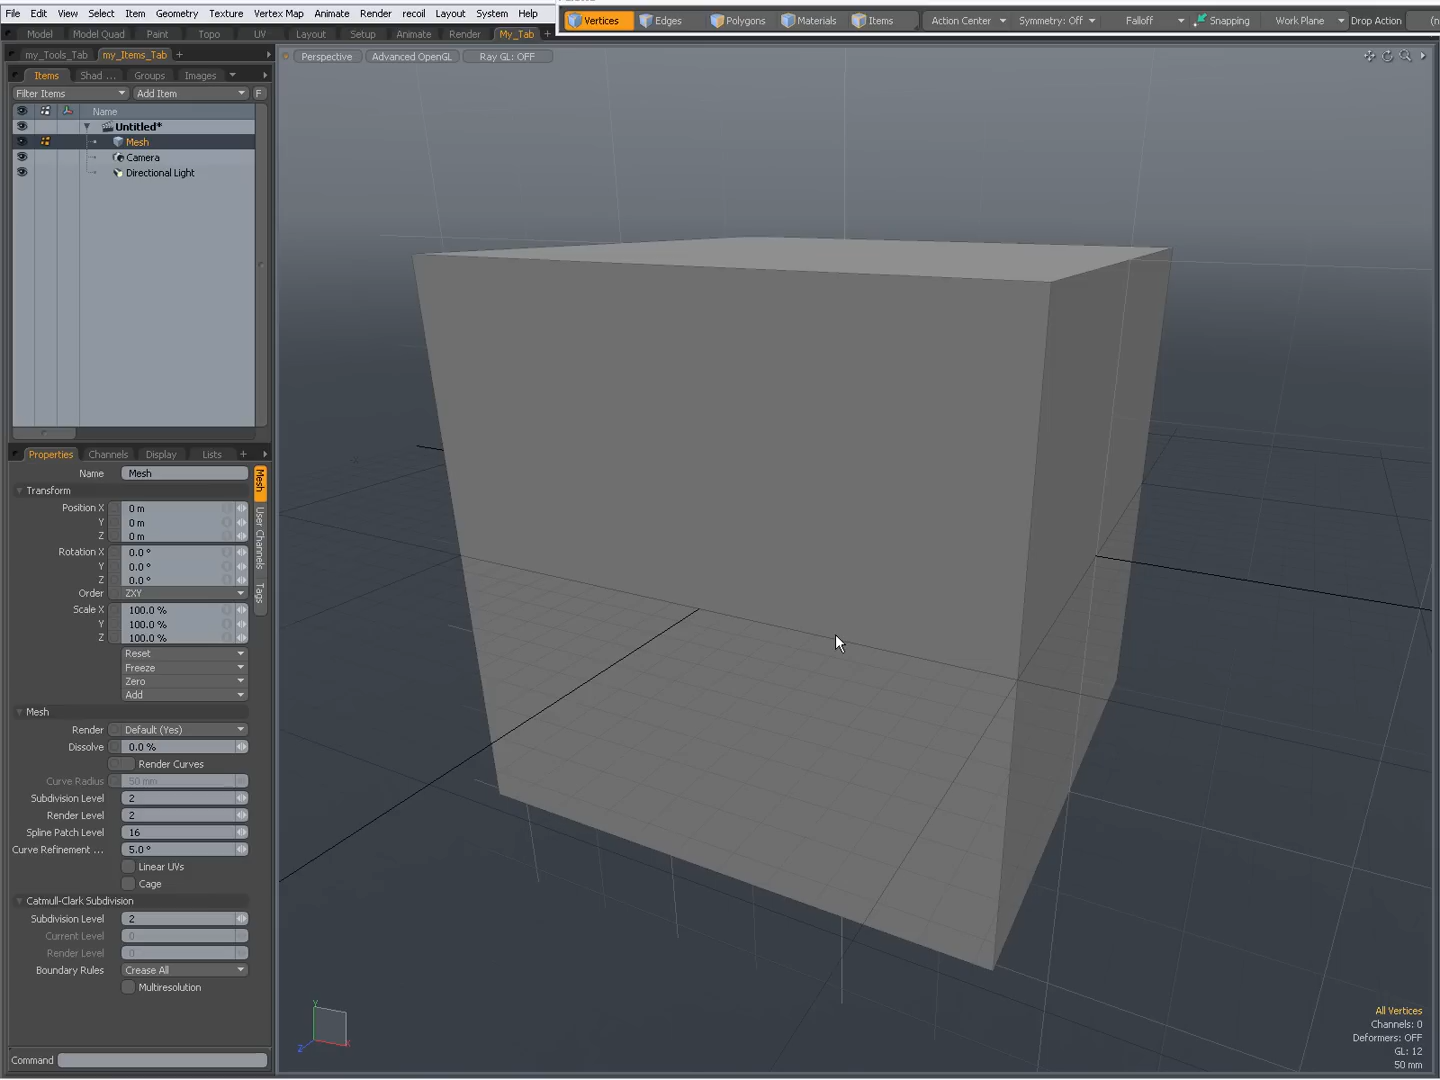 File Edit View Select Item Geometry Texture Vertex Map Animate Render recoil Layout System Help
Vertices Edges Polygons Materials Items Action Center Symmetry: Off Falloff Snapping Work Plane Drop Action (n
Model Model Quad Paint Topo UV Layout Setup Animate Render My_Tab +
my_Tools_Tab my_Items_Tab +
Perspective Advanced OpenGL Ray GL: OFF
Items Shad ... Groups Images
Filter Items Add Item F
Name
Untitled*
Mesh
Camera
Directional Light
Properties Channels Display Lists +
Name Mesh
Mesh
User Channels
Tags
Transform
Position X 0 m
Y 0 m
Z 0 m
Rotation X 0.0 °
Y 0.0 °
Z 0.0 °
Order ZXY
Scale X 100.0 %
Y 100.0 %
Z 100.0 %
Reset
Freeze
Zero
Add
Mesh
Render Default (Yes)
Dissolve 0.0 %
Render Curves
Curve Radius 50 mm
Subdivision Level 2
Render Level 2
Spline Patch Level 16
Curve Refinement ... 5.0 °
Linear UVs
Cage
Catmull-Clark Subdivision
Subdivision Level 2
Current Level 0
Render Level 0
Boundary Rules Crease All
Multiresolution
Command
Y
Z
X
All Vertices
Channels: 0
Deformers: OFF
GL: 12
50 mm